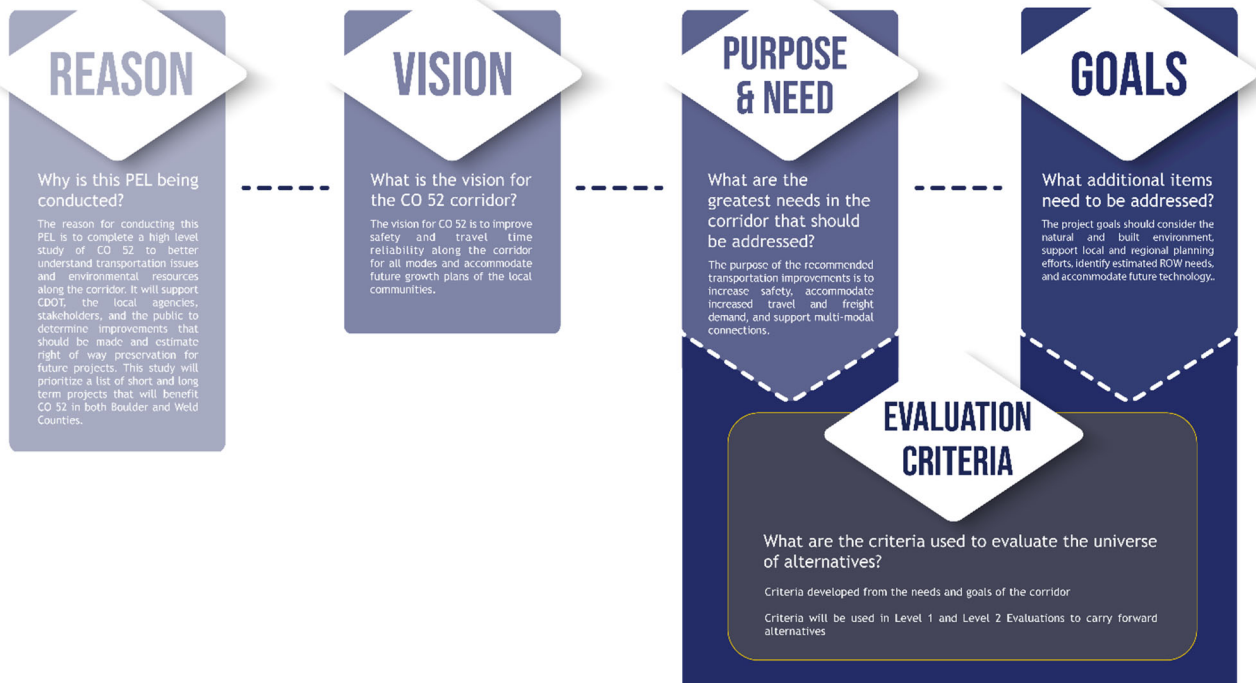 REASON
Why is this PEL being
conducted?
The reason for conducting this
PEL is to complete a high level
study of CO 52 to better
understand transportation issues
and environmental resources
along the corridor. It will support
CDOT, the local agencies,
stakeholders, and the public to
determine improvements that
should be made and estimate
right of way preservation for
future projects. This study will
prioritize a list of short and long
term projects that will benefit
CO 52 in both Boulder and Weld
Counties.
VISION
What is the vision for
the CO 52 corridor?
The vision for CO 52 is to improve
safety and travel time
reliability along the corridor
for all modes and accommodate
future growth plans of the local
communities.
PURPOSE
& NEED
What are the
greatest needs in the
corridor that should
be addressed?
The purpose of the recommended
transportation improvements is to
increase safety, accommodate
increased travel and freight
demand, and support multi-modal
connections.
GOALS
What additional items
need to be addressed?
The project goals should consider the
natural and built environment,
support local and regional planning
efforts, identify estimated ROW needs,
and accommodate future technology..
EVALUATION
CRITERIA
What are the criteria used to evaluate the universe
of alternatives?
Criteria developed from the needs and goals of the corridor
Criteria will be used in Level 1 and Level 2 Evaluations to carry forward
alternatives